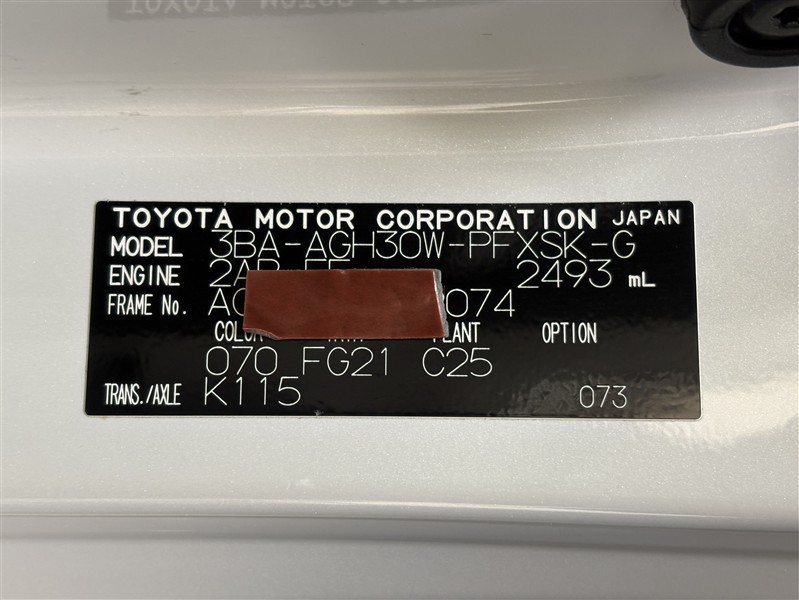 TOYOTA MOTOR CORPORATION JAPAN
MODEL 3BA-AGH30W-PFXSK-G
ENGINE 2493 mL
FRAME No. 074
COLOR PLANT OPTION
070 FG21 C25
TRANS./AXLE K115 073